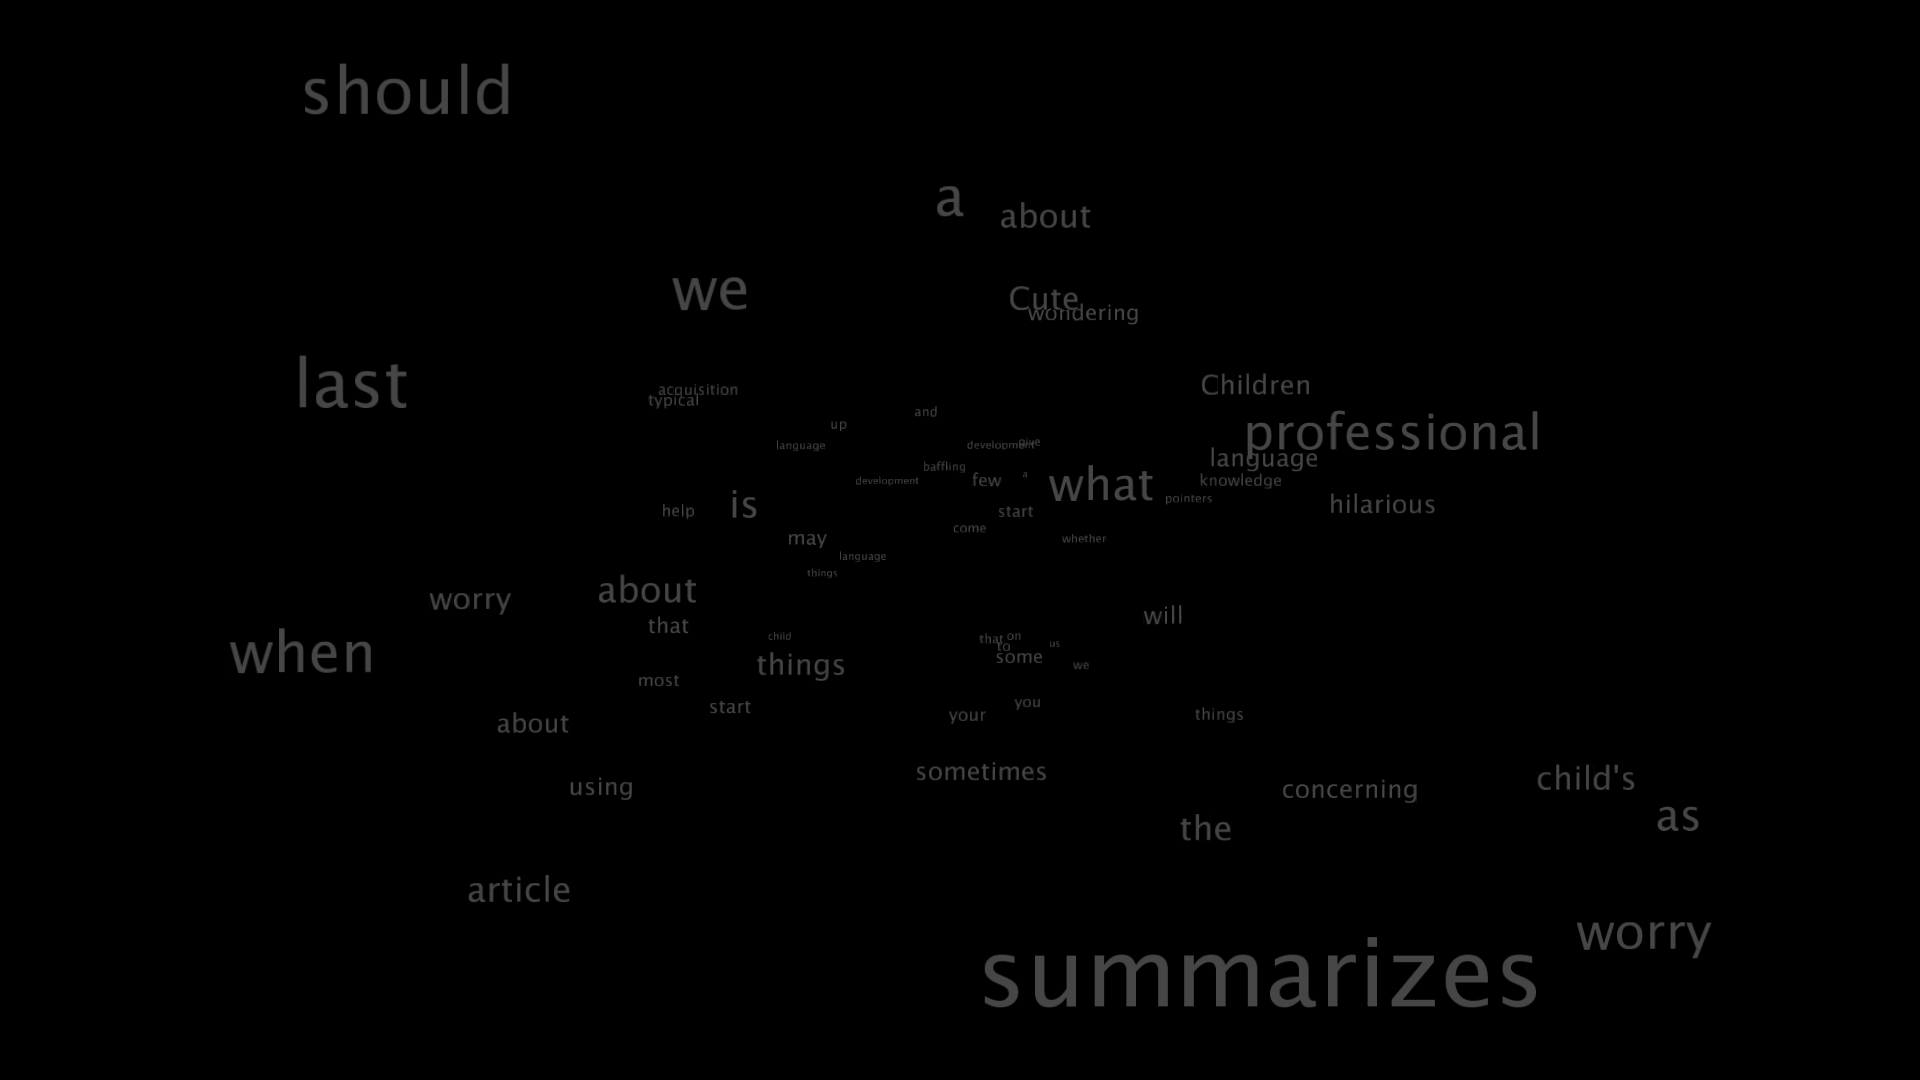 should
a
about
we
Cute
wondering
last
acquisition
typical
Children
and
up
professional
language
development
give
language
baffling
few
a
what
knowledge
development
pointers
is
hilarious
help
start
come
may
whether
language
things
about
worry
will
that
child
that
on
to
us
when
things
some
we
most
start
you
your
things
about
sometimes
using
concerning
child's
as
the
article
worry
summarizes